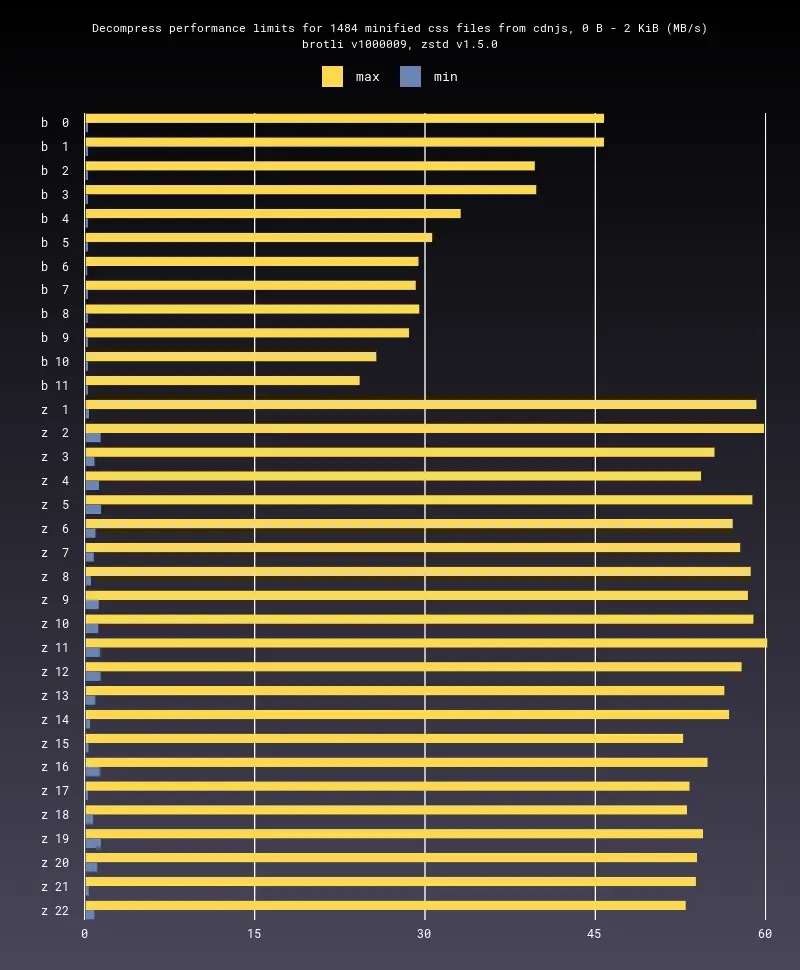 Decompress performance limits for 1484 minified css files from cdnjs, 0 B - 2 KiB (MB/s)
brotli v1000009, zstd v1.5.0
max min
b 0
b 1
b 2
b 3
b 4
b 5
b 6
b 7
b 8
b 9
b 10
b 11
z 1
z 2
z 3
z 4
z 5
z 6
z 7
z 8
z 9
z 10
z 11
z 12
z 13
z 14
z 15
z 16
z 17
z 18
z 19
z 20
z 21
z 22
0 15 30 45 60